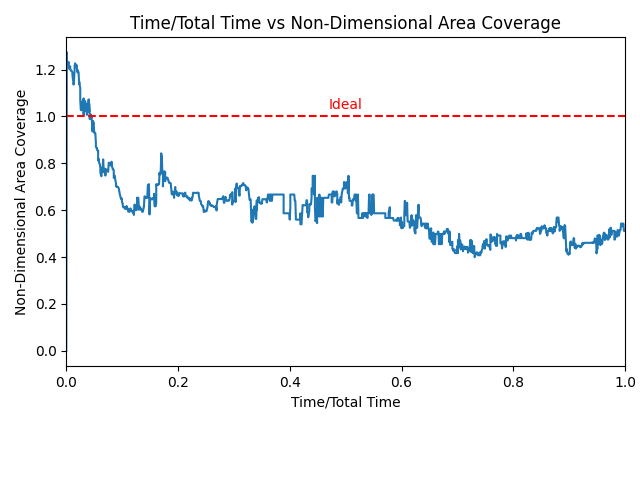 Time/Total Time vs Non-Dimensional Area Coverage
Non-Dimensional Area Coverage
1.2
1.0
0.8
0.6
0.4
0.2
0.0
Ideal
0.0 0.2 0.4 0.6 0.8 1.0
Time/Total Time